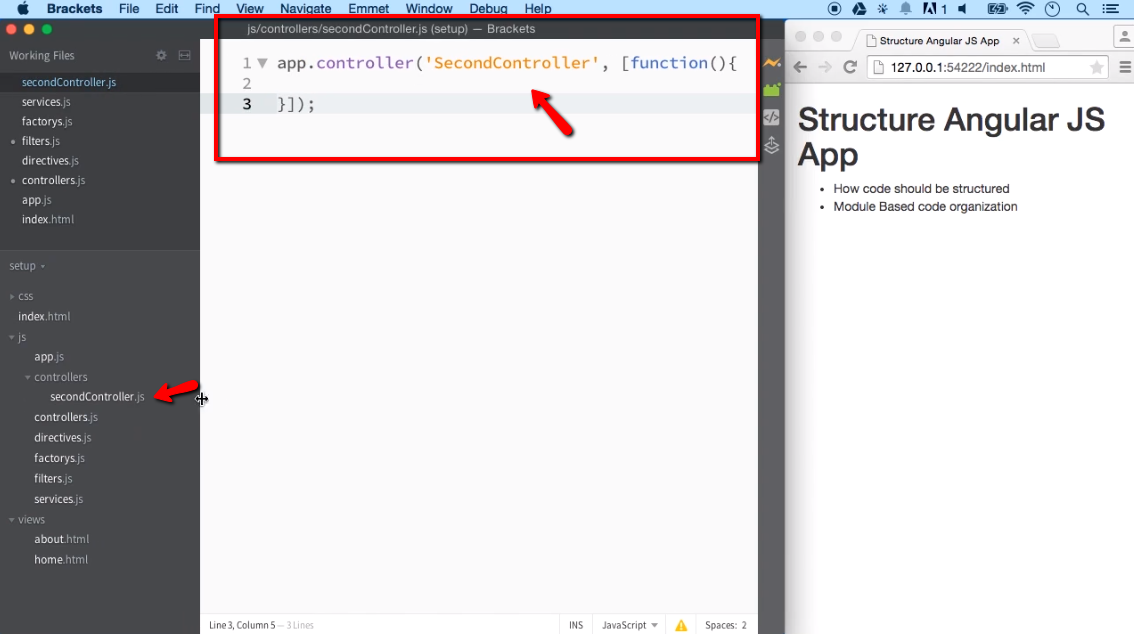 Brackets File Edit Find View Navigate Emmet Window Debug Help 1
js/controllers/secondController.js (setup) — Brackets
Working Files
secondController.js
services.js
factorys.js
filters.js
directives.js
controllers.js
app.js
index.html
setup
css
index.html
js
app.js
controllers
secondController.js
controllers.js
directives.js
factorys.js
filters.js
services.js
views
about.html
home.html
1 app.controller('SecondController', [function(){
2
3 }]);
Line 3, Column 5 — 3 Lines
INS JavaScript Spaces: 2
Structure Angular JS App
127.0.0.1:54222/index.html
Structure Angular JS
App
• How code should be structured
• Module Based code organization